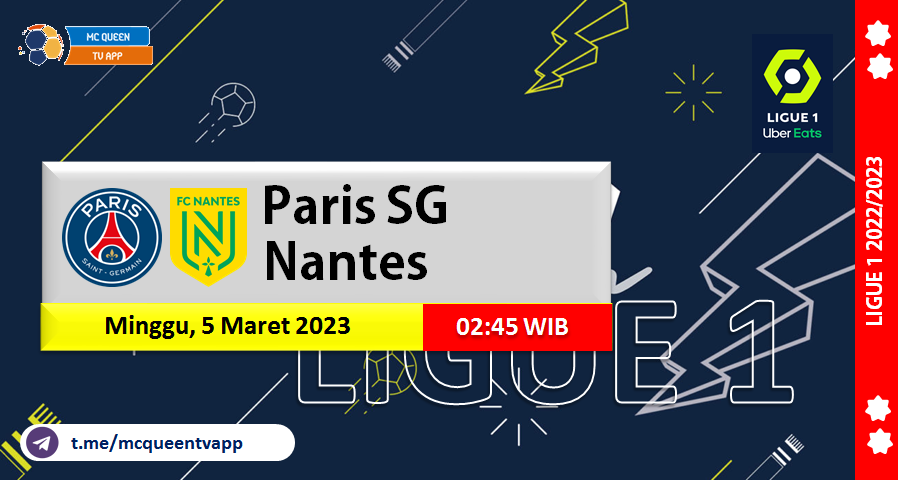 MC QUEEN
TV APP
LIGUE 1
Uber Eats
PARIS
SAINT-GERMAIN
FC NANTES
N
Paris SG
Nantes
Minggu, 5 Maret 2023
02:45 WIB
LIGUE 1
LIGUE 1 2022/2023
t.me/mcqueentvapp